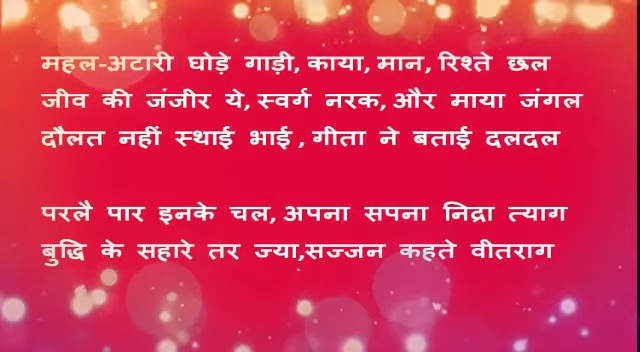 महल-अटारी घोड़े गाड़ी, काया, मान, रिश्ते छल
जीव की जंजीर ये, स्वर्ग नरक, और माया जंगल
दौलत नहीं स्थाई भाई , गीता ने बताई दलदल
परलै पार इनके चल, अपना सपना निद्रा त्याग
बुद्धि के सहारे तर ज्या,सज्जन कहते वीतराग